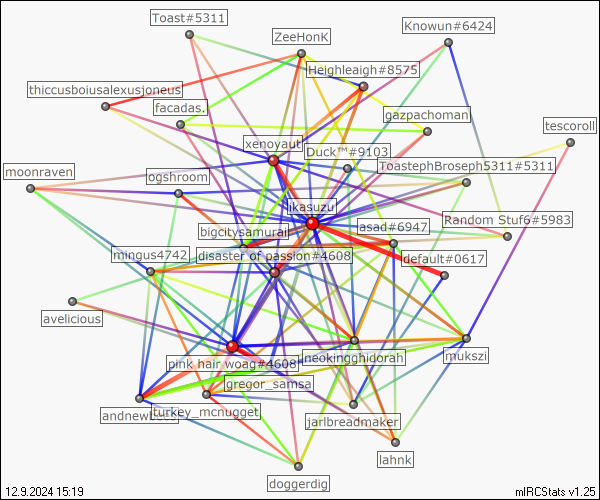 Toast#5311
Knowun#6424
ZeeHonK
Heighleigh#8575
thiccusboiusalexusjoneus
facadas.
gazpachoman
tescoroll
xenoyaut
Duck™#9103
ToastephBroseph5311#5311
moonraven
ogshroom
ikasuzu
Random Stuf6#5983
bigcitysamurai
asad#6947
mingus4742
disaster of passion#4608
default#0617
avelicious
pink hair woag#4608
neokingghidorah
mukszi
gregor_samsa
andnewbees
turkey_mcnugget
jarlbreadmaker
lahnk
doggerdig
12.9.2024 15:19
mIRCStats v1.25